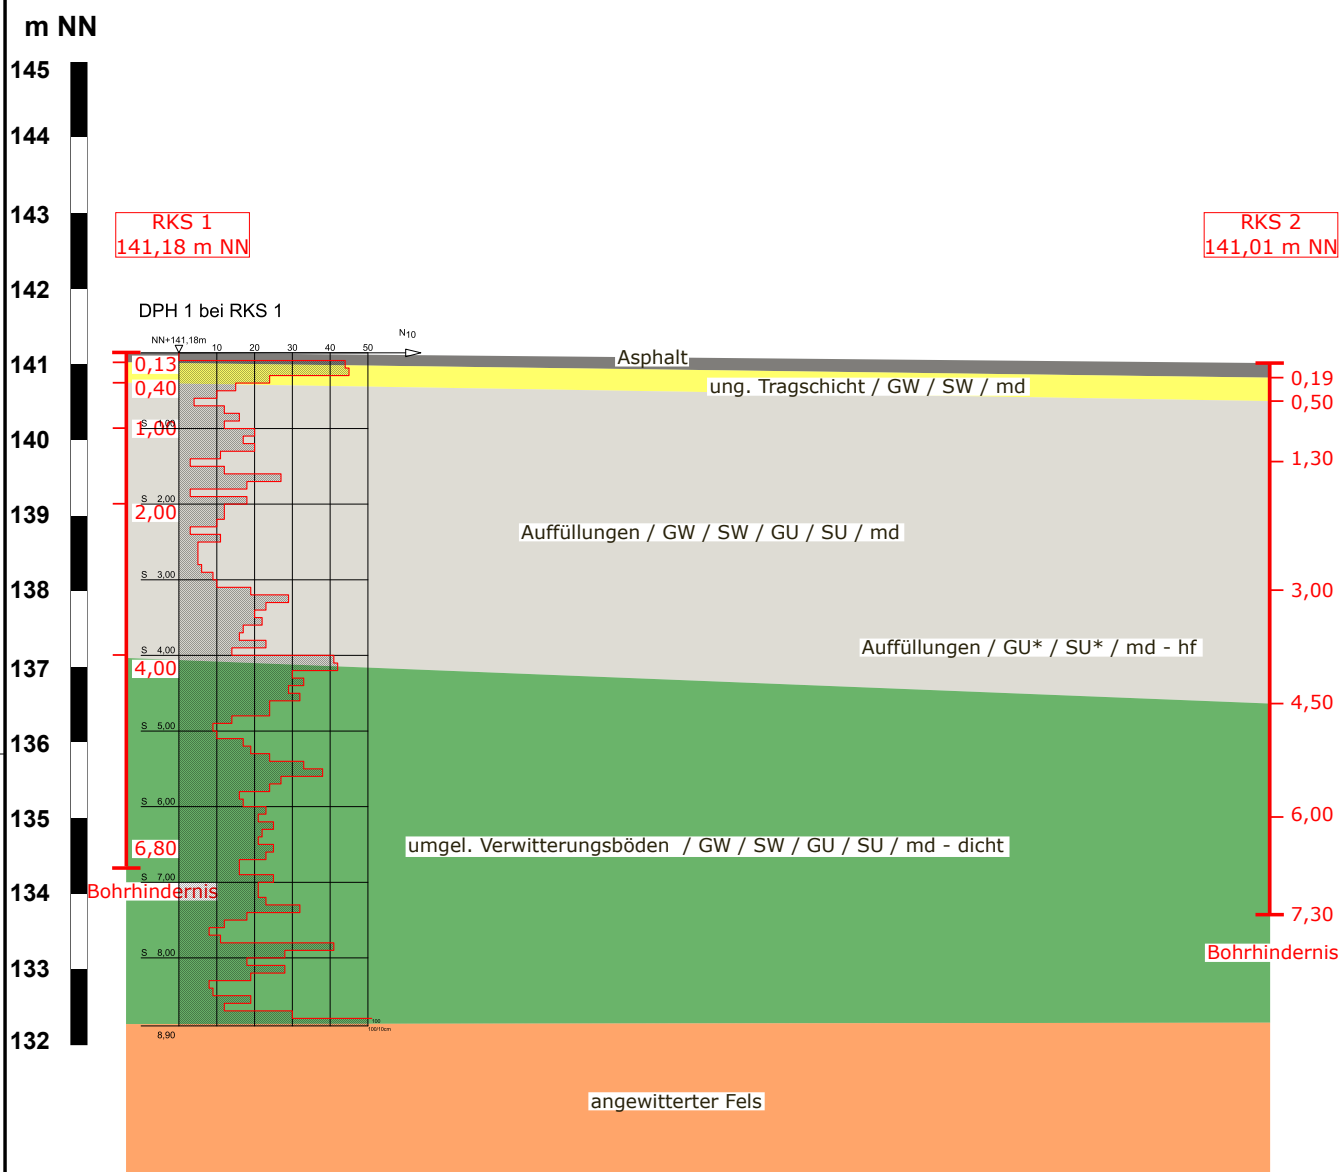 m NN
145
144
143
RKS 1
141,18 m NN
RKS 2
141,01 m NN
142
DPH 1 bei RKS 1
NN+141,18m
10 20 30 40 50
N10
141
0,13
0,40
Asphalt
ung. Tragschicht / GW / SW / md
0,19
0,50
S 1,00
1,00
140
1,30
S 2,00
2,00
139
Auffüllungen / GW / SW / GU / SU / md
S 3,00
138
3,00
Auffüllungen / GU* / SU* / md - hf
S 4,00
4,00
137
4,50
S 5,00
136
S 6,00
135
6,00
6,80
umgel. Verwitterungsböden / GW / SW / GU / SU / md - dicht
S 7,00
134
Bohrhindernis
7,30
Bohrhindernis
S 8,00
133
100
100/10cm
8,90
132
angewitterter Fels